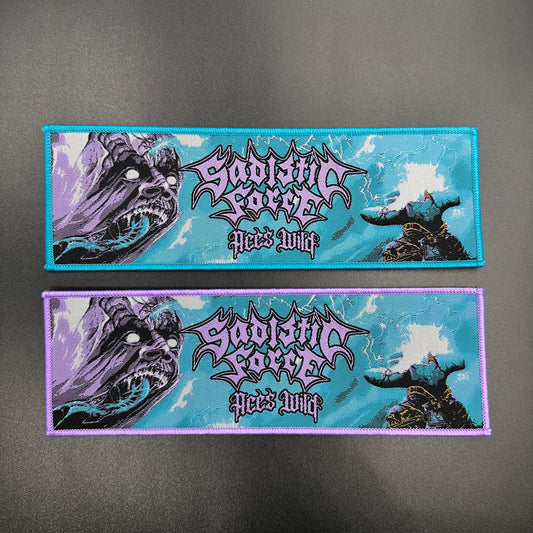 Sadistic
Force
Aces Wild
Sadistic
Force
Aces Wild